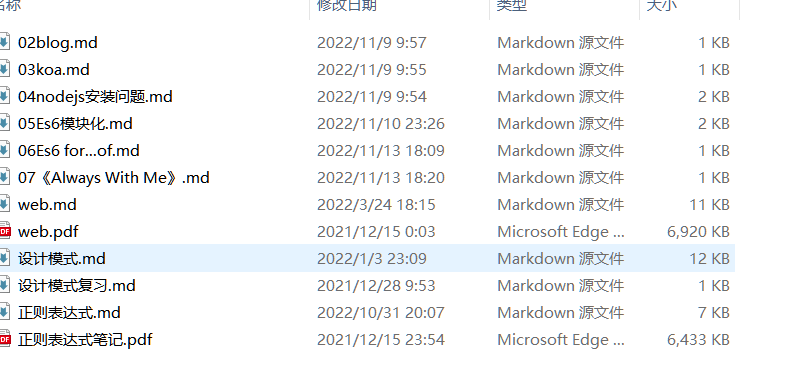 名称 修改日期 类型 大小
02blog.md 2022/11/9 9:57 Markdown 源文件 1 KB
03koa.md 2022/11/9 9:55 Markdown 源文件 1 KB
04nodejs安装问题.md 2022/11/9 9:54 Markdown 源文件 2 KB
05Es6模块化.md 2022/11/10 23:26 Markdown 源文件 2 KB
06Es6 for...of.md 2022/11/13 18:09 Markdown 源文件 1 KB
07《Always With Me》.md 2022/11/13 18:20 Markdown 源文件 1 KB
web.md 2022/3/24 18:15 Markdown 源文件 11 KB
web.pdf 2021/12/15 0:03 Microsoft Edge ... 6,920 KB
设计模式.md 2022/1/3 23:09 Markdown 源文件 12 KB
设计模式复习.md 2021/12/28 9:53 Markdown 源文件 1 KB
正则表达式.md 2022/10/31 20:07 Markdown 源文件 7 KB
正则表达式笔记.pdf 2021/12/15 23:54 Microsoft Edge ... 6,433 KB